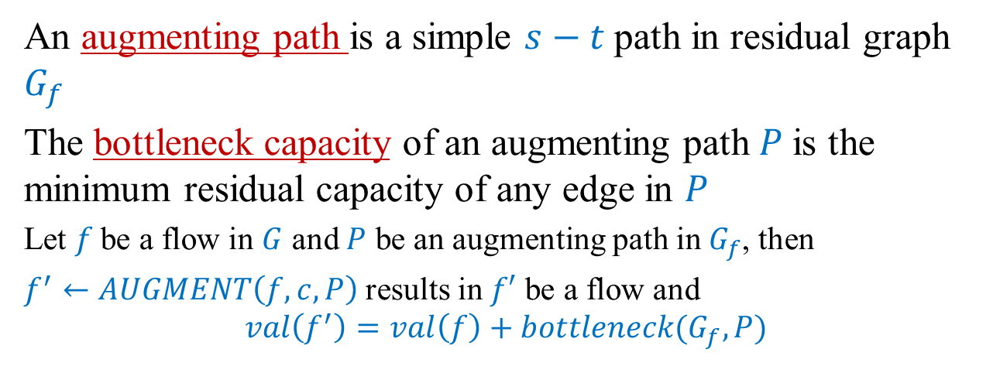 An augmenting path is a simple s − t path in residual graph
G_f
The bottleneck capacity of an augmenting path P is the
minimum residual capacity of any edge in P
Let f be a flow in G and P be an augmenting path in G_f, then
f′ ← AUGMENT(f, c, P) results in f′ be a flow and
val(f′) = val(f) + bottleneck(G_f, P)